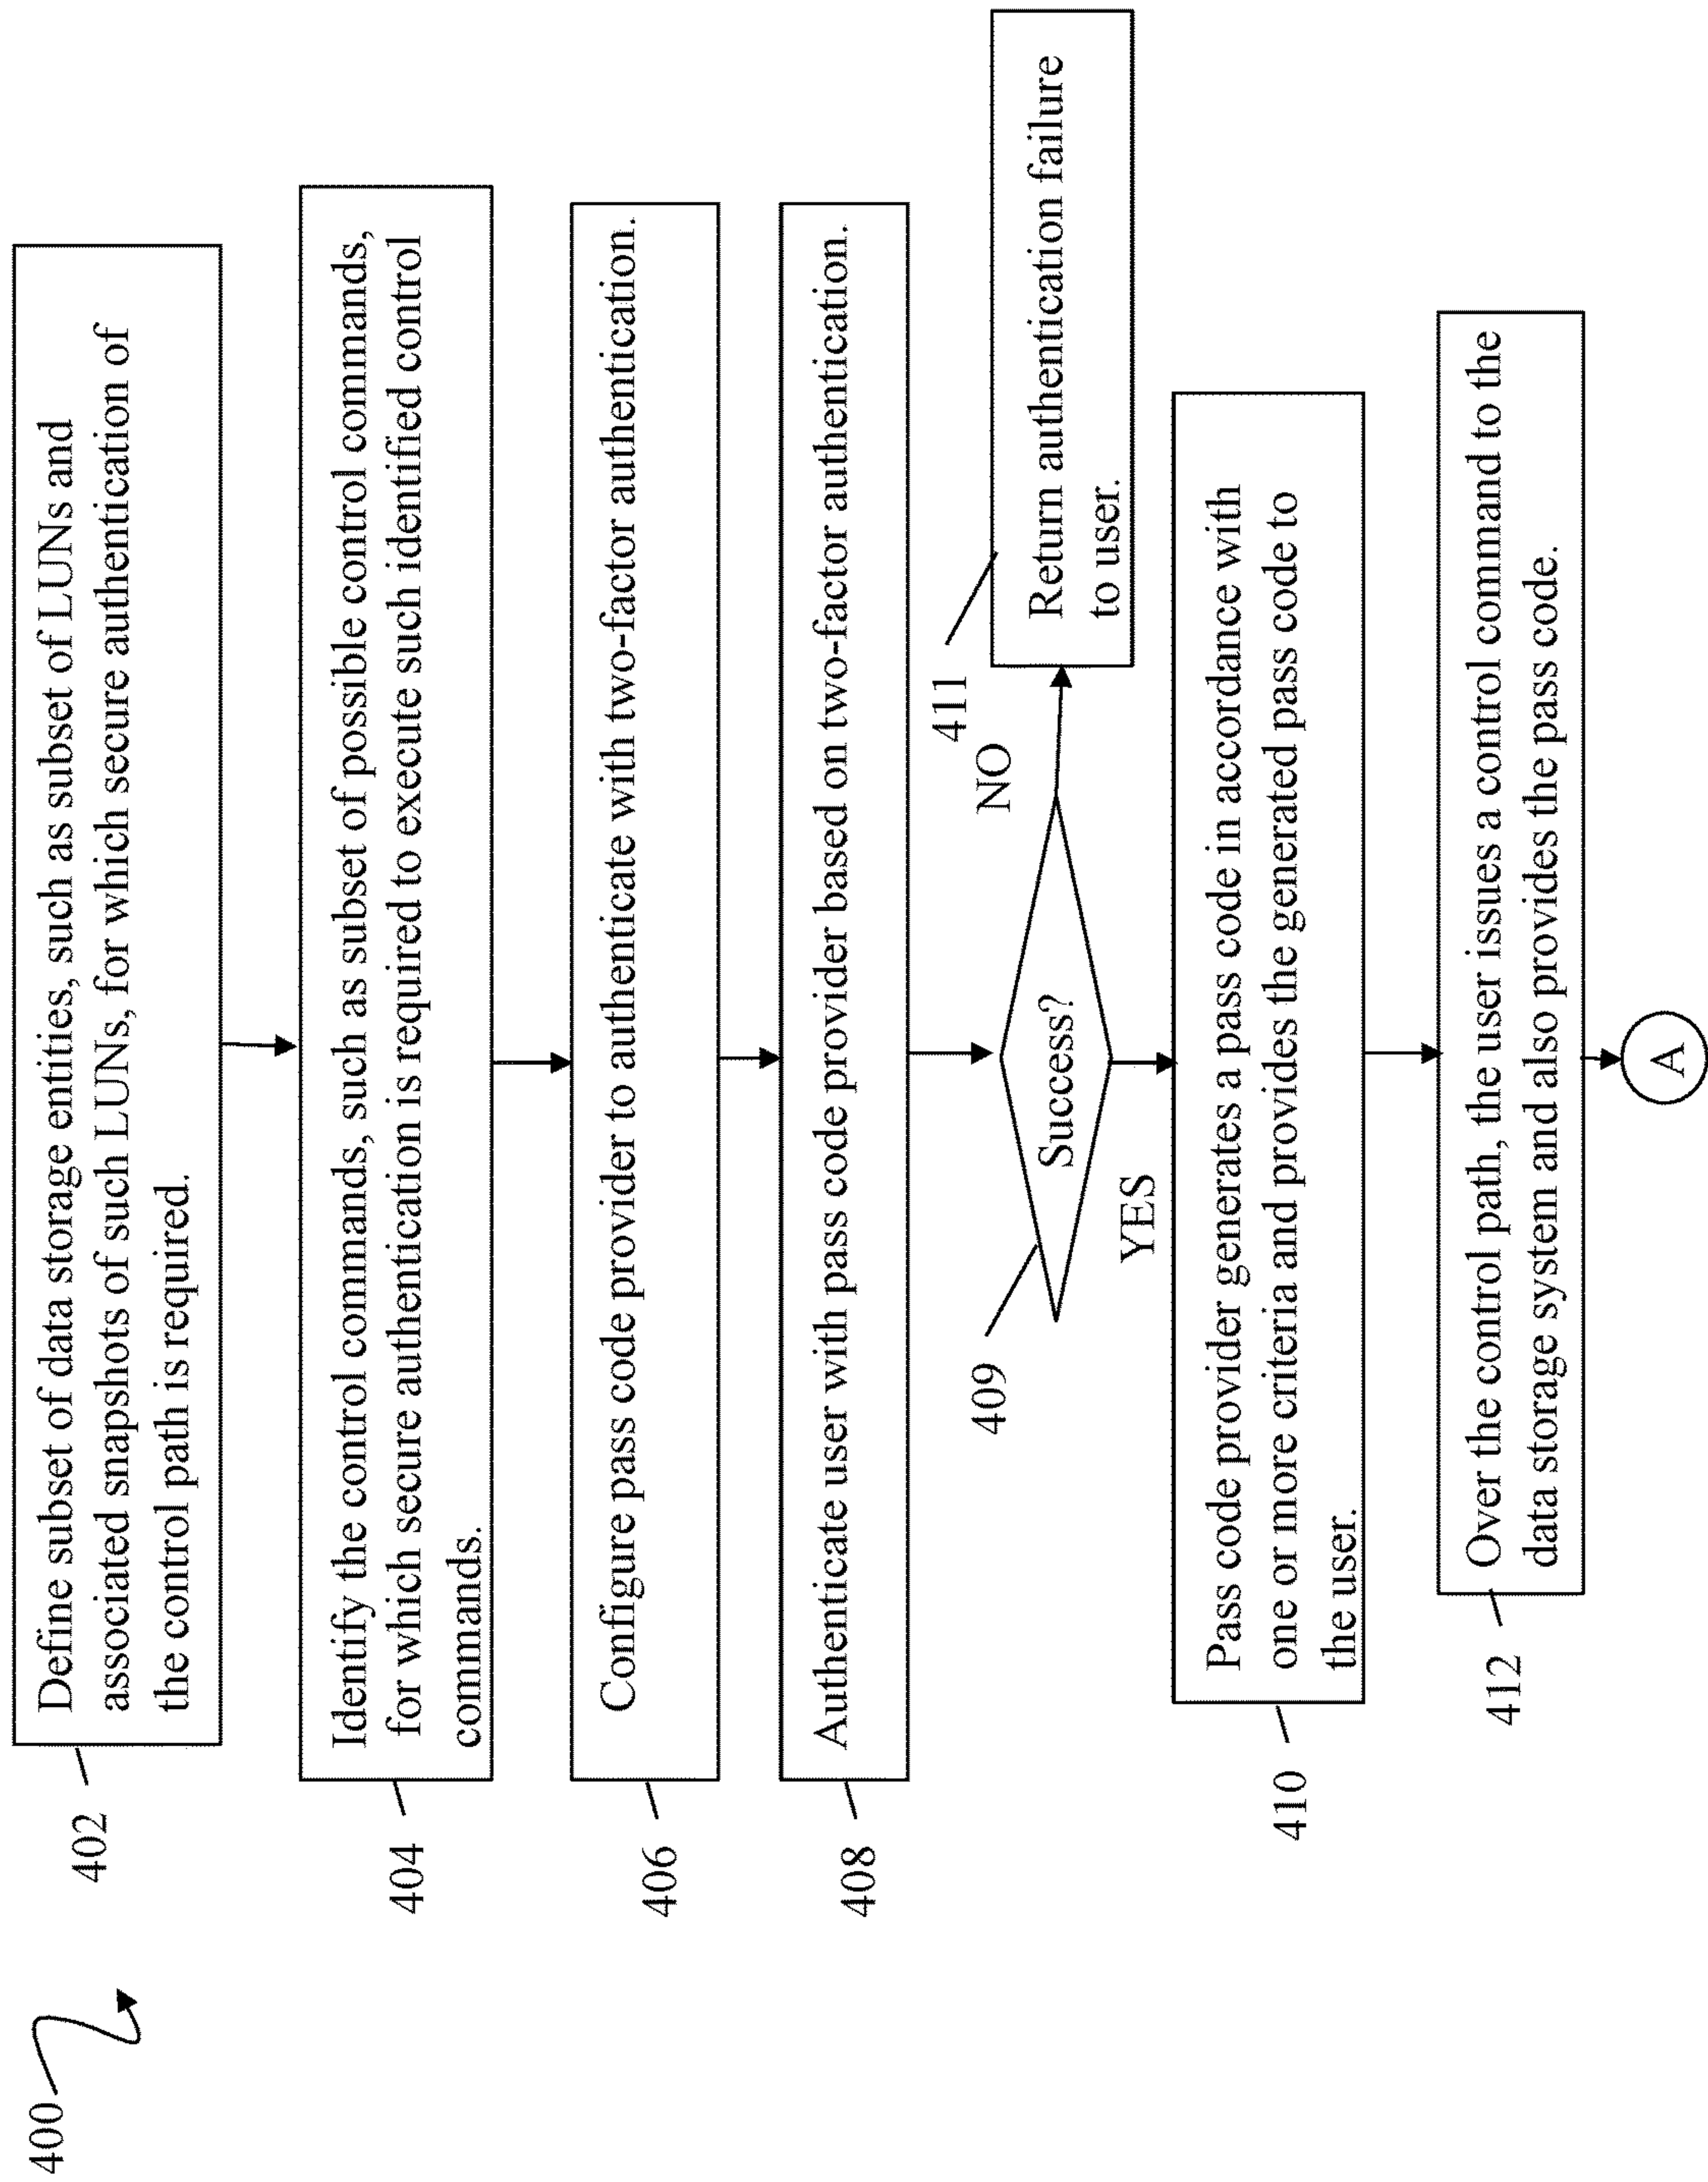 400
402
Define subset of data storage entities, such as subset of LUNs and
associated snapshots of such LUNs, for which secure authentication of
the control path is required.
404
Identify the control commands, such as subset of possible control commands,
for which secure authentication is required to execute such identified control
commands.
406
Configure pass code provider to authenticate with two-factor authentication.
408
Authenticate user with pass code provider based on two-factor authentication.
409
Success?
NO
411
Return authentication failure
to user.
YES
410
Pass code provider generates a pass code in accordance with
one or more criteria and provides the generated pass code to
the user.
412
Over the control path, the user issues a control command to the
data storage system and also provides the pass code.
A